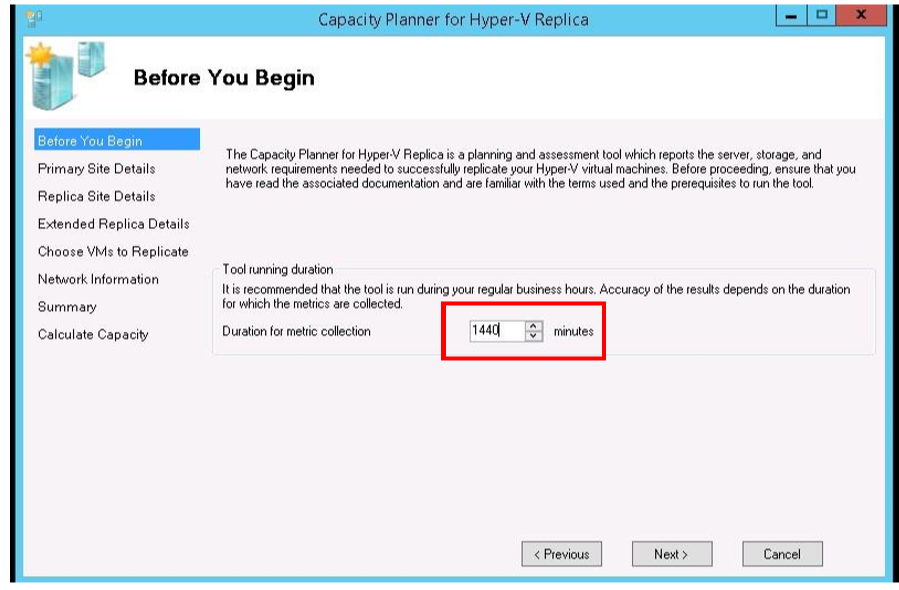 Capacity Planner for Hyper-V Replica
Before You Begin
Before You Begin
Primary Site Details
Replica Site Details
Extended Replica Details
Choose VMs to Replicate
Network Information
Summary
Calculate Capacity
The Capacity Planner for Hyper-V Replica is a planning and assessment tool which reports the server, storage, and
network requirements needed to successfully replicate your Hyper-V virtual machines. Before proceeding, ensure that you
have read the associated documentation and are familiar with the terms used and the prerequisites to run the tool.
Tool running duration
It is recommended that the tool is run during your regular business hours. Accuracy of the results depends on the duration
for which the metrics are collected.
Duration for metric collection 1440 minutes
< Previous Next > Cancel